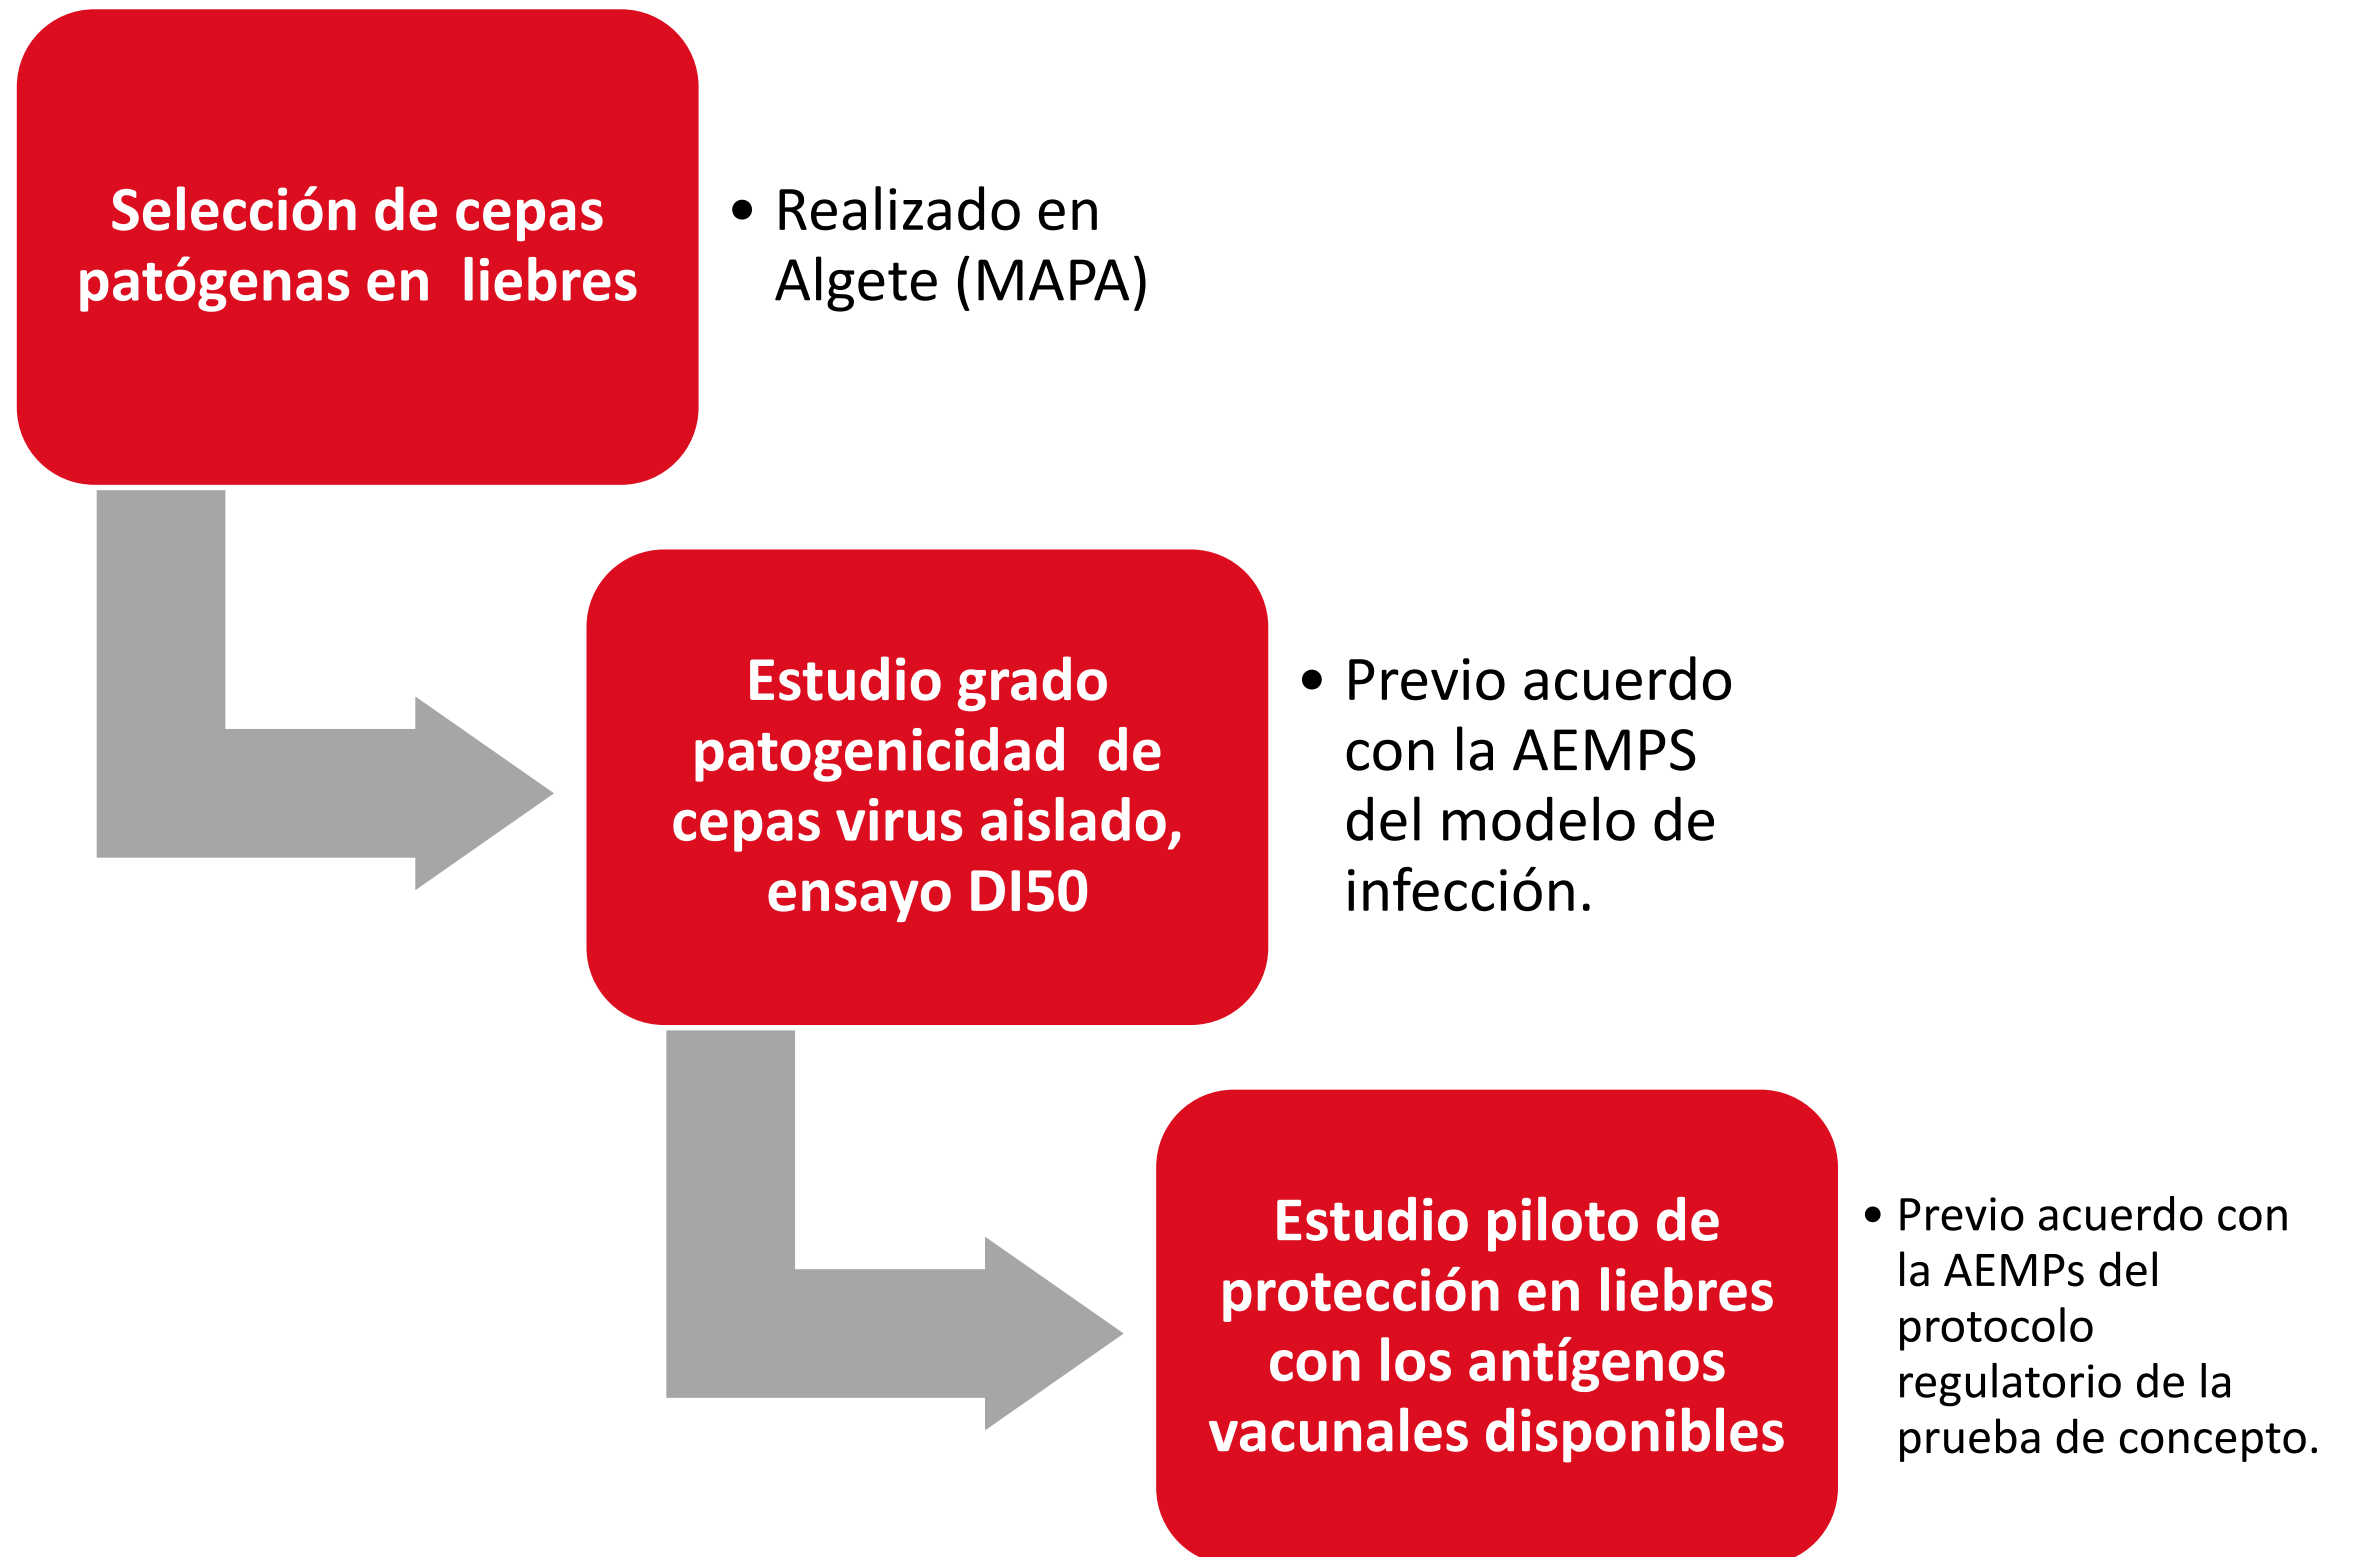 Selección de cepas
patógenas en liebres
• Realizado en
Algete (MAPA)
Estudio grado
patogenicidad de
cepas virus aislado,
ensayo DI50
• Previo acuerdo
con la AEMPS
del modelo de
infección.
Estudio piloto de
protección en liebres
con los antígenos
vacunales disponibles
• Previo acuerdo con
la AEMPs del
protocolo
regulatorio de la
prueba de concepto.